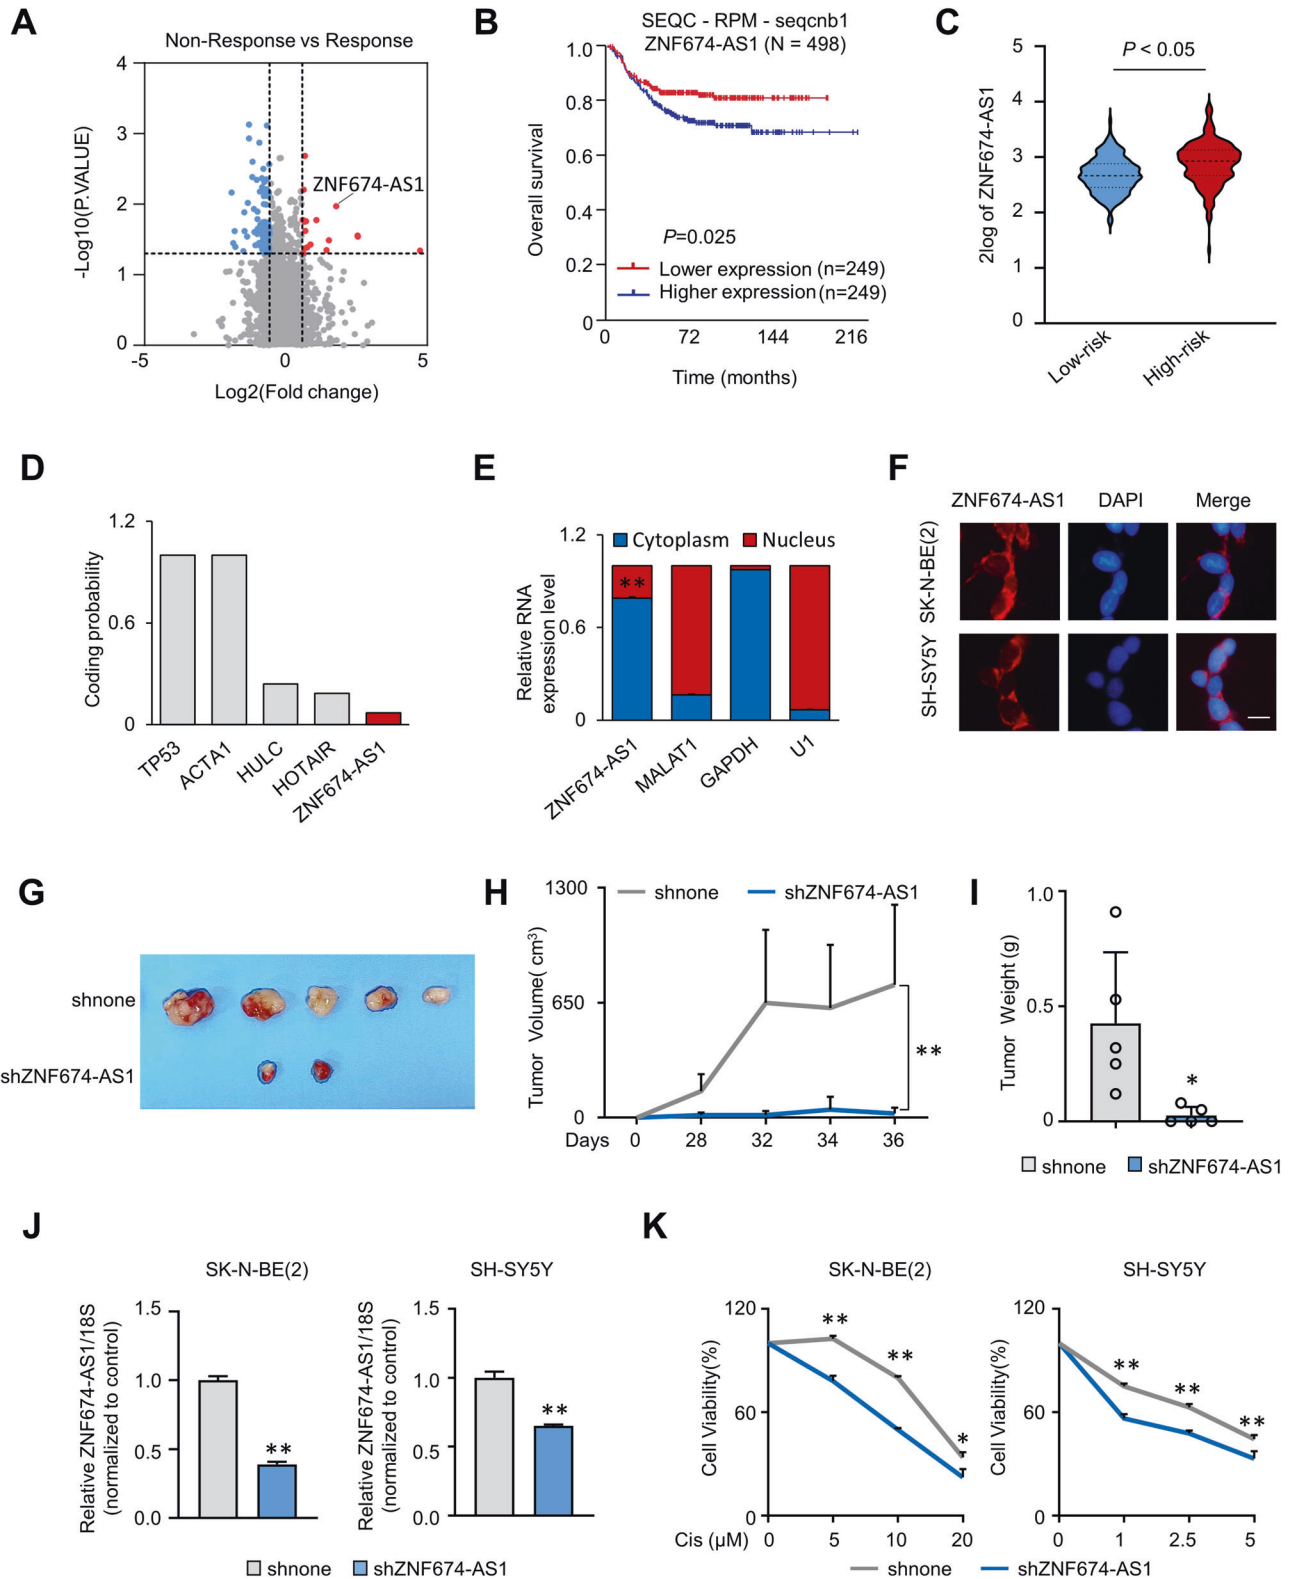 A
Non-Response vs Response
-Log10(P.VALUE)
4
3
2
1
0
ZNF674-AS1
-5
0
5
Log2(Fold change)
B
SEQC - RPM - seqcnb1
ZNF674-AS1 (N = 498)
Overall survival
1.0
0.8
0.6
0.4
0.2
0
P=0.025
Lower expression (n=249)
Higher expression (n=249)
0
72
144
216
Time (months)
C
2log of ZNF674-AS1
5
4
3
2
1
0
P < 0.05
Low-risk
High-risk
D
Coding probability
1.2
0.6
0
TP53
ACTA1
HULC
HOTAIR
ZNF674-AS1
E
Relative RNA
expression level
1.2
0.6
0
Cytoplasm
Nucleus
**
ZNF674-AS1
MALAT1
GAPDH
U1
F
ZNF674-AS1
DAPI
Merge
SK-N-BE(2)
SH-SY5Y
G
shnone
shZNF674-AS1
H
Tumor Volume( cm3)
1300
650
0
shnone
shZNF674-AS1
**
Days
0
28
32
34
36
I
Tumor Weight (g)
1.0
0.5
0
*
shnone
shZNF674-AS1
J
SK-N-BE(2)
Relative ZNF674-AS1/18S
(normalized to control)
1.5
1.0
0.5
0.0
**
SH-SY5Y
Relative ZNF674-AS1/18S
(normalized to control)
1.5
1.0
0.5
0.0
**
shnone
shZNF674-AS1
K
SK-N-BE(2)
Cell Viability(%)
120
60
0
**
**
*
Cis (μM)
0
5
10
20
SH-SY5Y
Cell Viability(%)
120
60
0
**
**
**
0
1
2.5
5
shnone
shZNF674-AS1